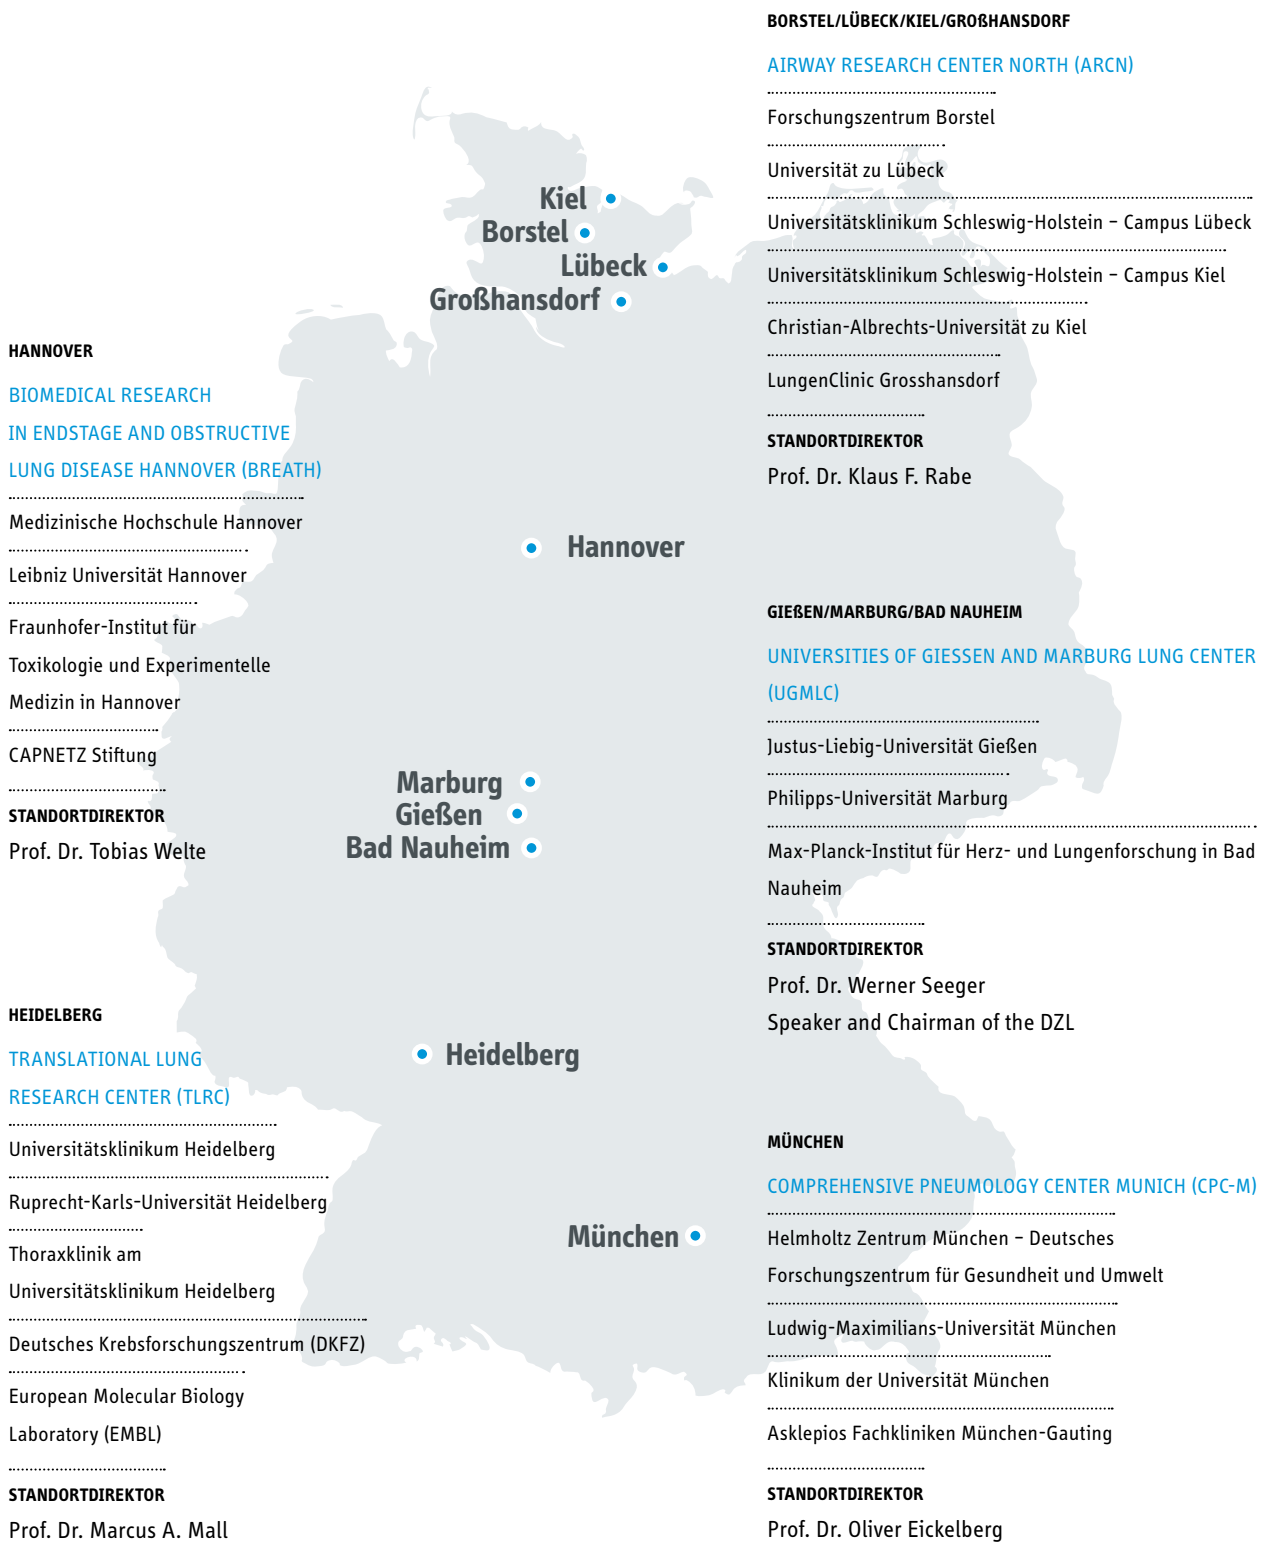 BORSTEL/LÜBECK/KIEL/GROßHANSDORF
AIRWAY RESEARCH CENTER NORTH (ARCN)
Forschungszentrum Borstel
Universität zu Lübeck
Universitätsklinikum Schleswig-Holstein – Campus Lübeck
Universitätsklinikum Schleswig-Holstein – Campus Kiel
Christian-Albrechts-Universität zu Kiel
LungenClinic Grosshansdorf
STANDORTDIREKTOR
Prof. Dr. Klaus F. Rabe
Kiel
Borstel
Lübeck
Großhansdorf
HANNOVER
BIOMEDICAL RESEARCH
IN ENDSTAGE AND OBSTRUCTIVE
LUNG DISEASE HANNOVER (BREATH)
Medizinische Hochschule Hannover
Leibniz Universität Hannover
Fraunhofer-Institut für
Toxikologie und Experimentelle
Medizin in Hannover
CAPNETZ Stiftung
STANDORTDIREKTOR
Prof. Dr. Tobias Welte
Hannover
GIEßEN/MARBURG/BAD NAUHEIM
UNIVERSITIES OF GIESSEN AND MARBURG LUNG CENTER
(UGMLC)
Justus-Liebig-Universität Gießen
Philipps-Universität Marburg
Max-Planck-Institut für Herz- und Lungenforschung in Bad
Nauheim
STANDORTDIREKTOR
Prof. Dr. Werner Seeger
Speaker and Chairman of the DZL
Marburg
Gießen
Bad Nauheim
HEIDELBERG
TRANSLATIONAL LUNG
RESEARCH CENTER (TLRC)
Universitätsklinikum Heidelberg
Ruprecht-Karls-Universität Heidelberg
Thoraxklinik am
Universitätsklinikum Heidelberg
Deutsches Krebsforschungszentrum (DKFZ)
European Molecular Biology
Laboratory (EMBL)
STANDORTDIREKTOR
Prof. Dr. Marcus A. Mall
Heidelberg
München
MÜNCHEN
COMPREHENSIVE PNEUMOLOGY CENTER MUNICH (CPC-M)
Helmholtz Zentrum München – Deutsches
Forschungszentrum für Gesundheit und Umwelt
Ludwig-Maximilians-Universität München
Klinikum der Universität München
Asklepios Fachkliniken München-Gauting
STANDORTDIREKTOR
Prof. Dr. Oliver Eickelberg